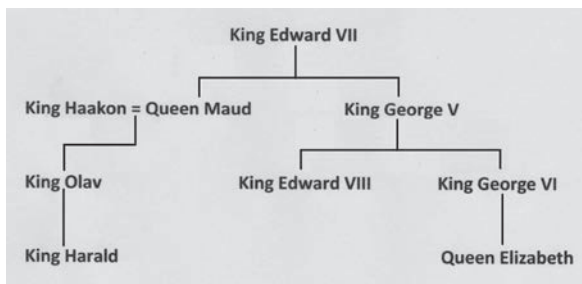 King Edward VII
King Haakon = Queen Maud
King George V
King Olav
King Edward VIII
King George VI
King Harald
Queen Elizabeth